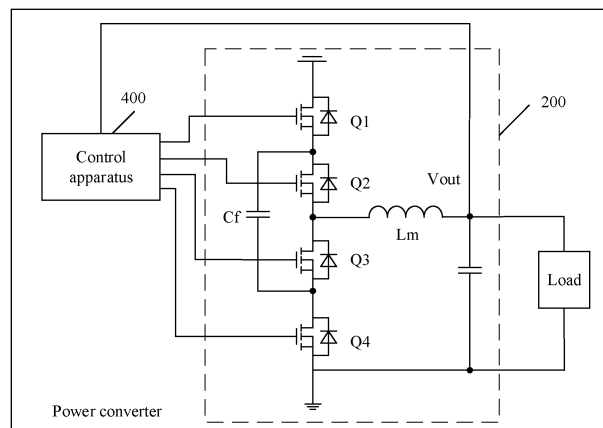 400
200
Control
apparatus
Q1
Q2
Vout
Cf
Lm
Q3
Load
Q4
Power converter